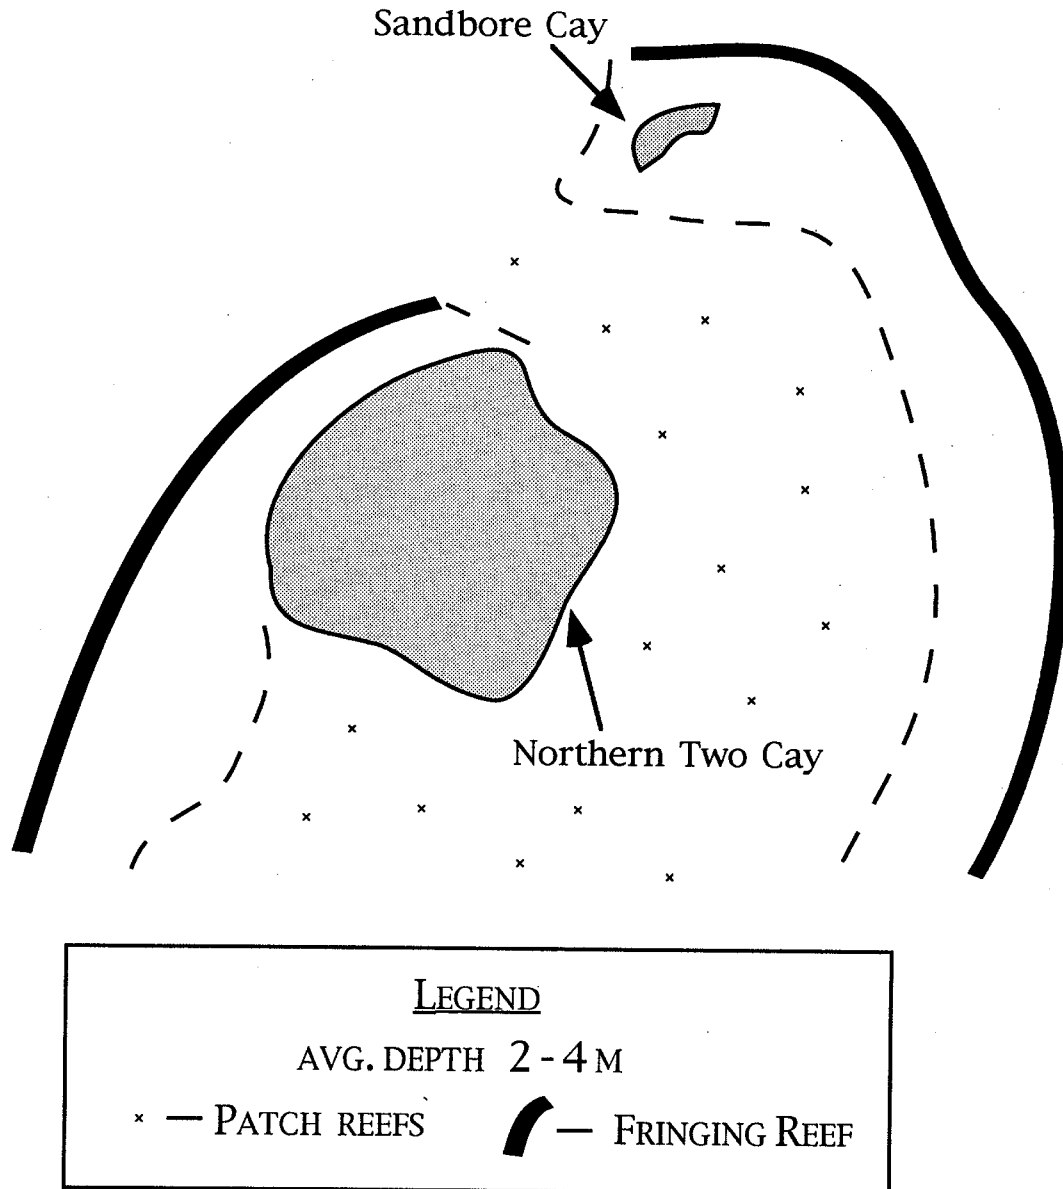 Sandbore Cay
Northern Two Cay
LEGEND
AVG. DEPTH 2 - 4 M
x — PATCH REEFS
— FRINGING REEF